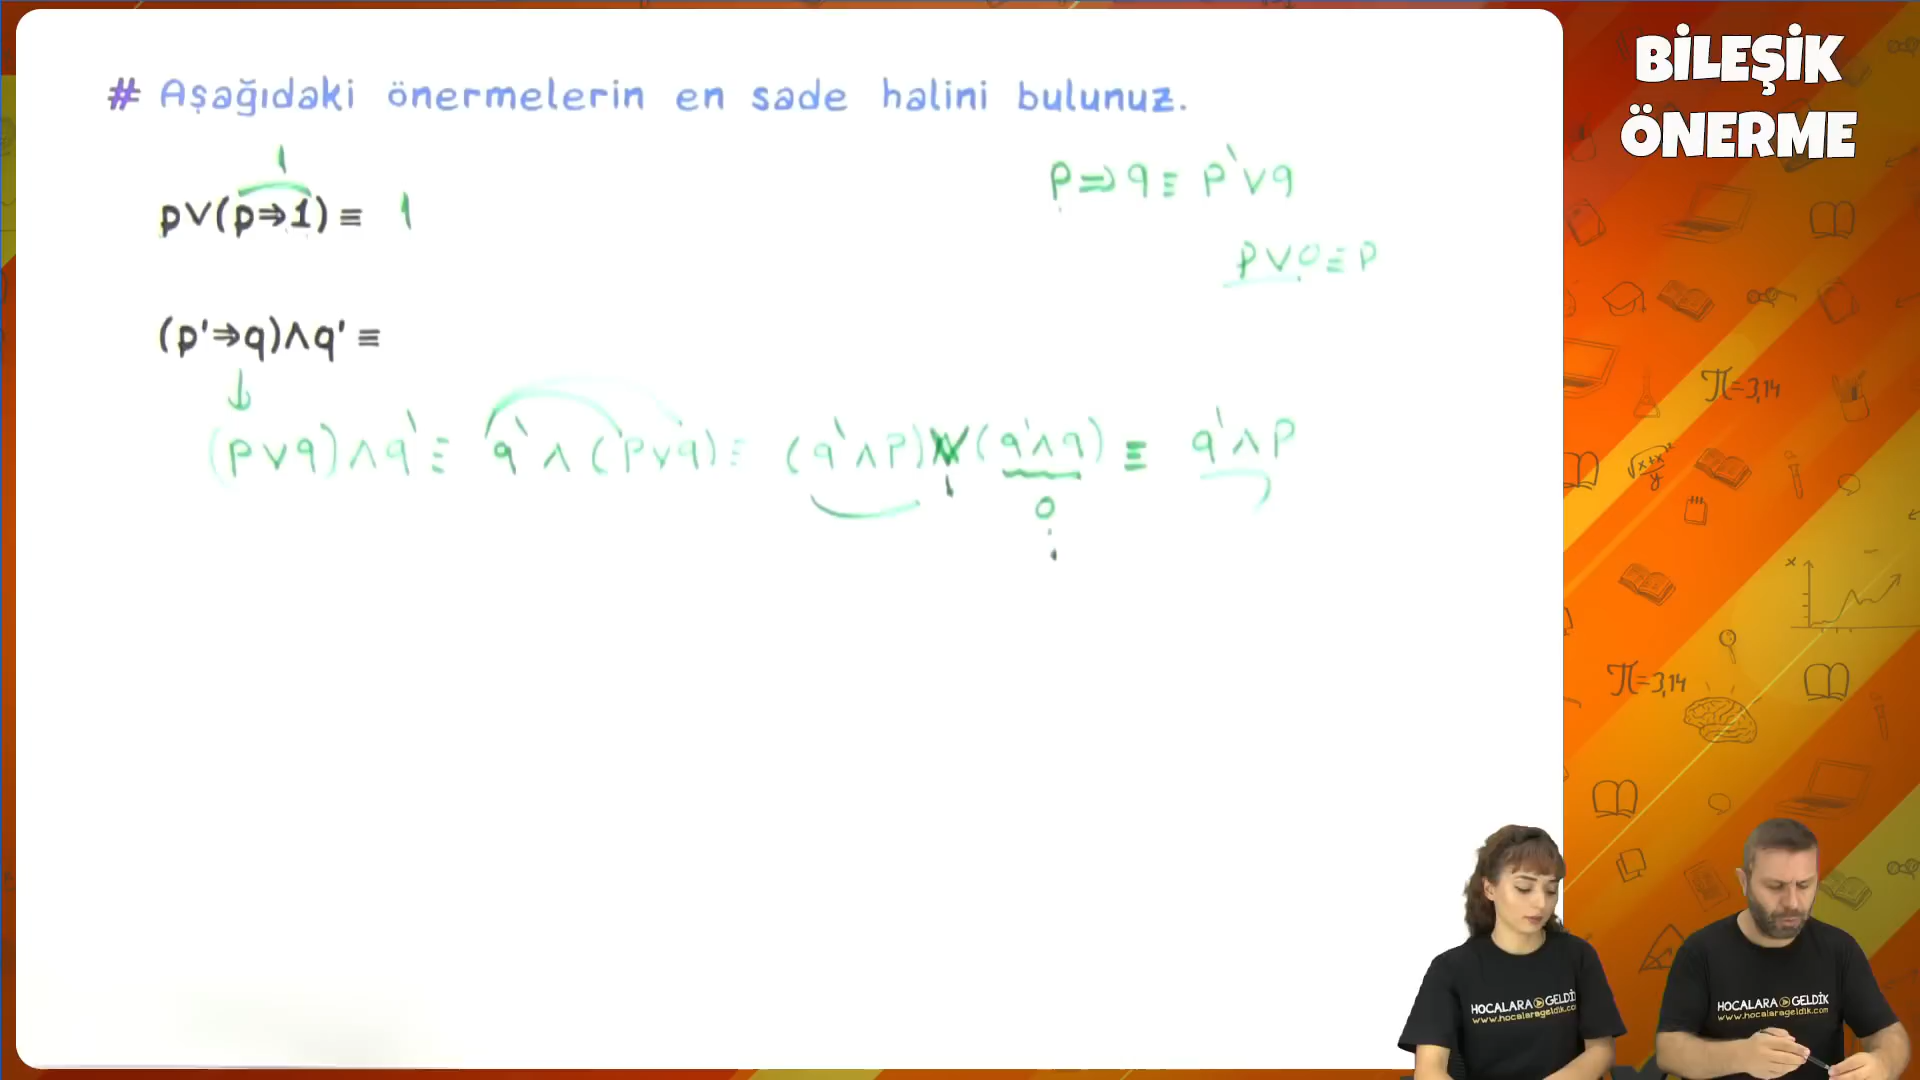 # Aşağıdaki önermelerin en sade halini bulunuz.
1
p∨(p⇒1)≡ 1
p⇒q≡ p'∨q
p∨0≡p
(p'⇒q)∧q'≡
↓
(p∨q)∧q'≡ q'∧(p∨q)≡ (q'∧p)∨(q'∧q) ≡ q'∧p
0
BİLEŞİK
ÖNERME
π=3,14
π=3,14
HOCALARA GELDİK
www.hocalarageldik.co
HOCALARA GELDİK
www.hocalarageldik.com